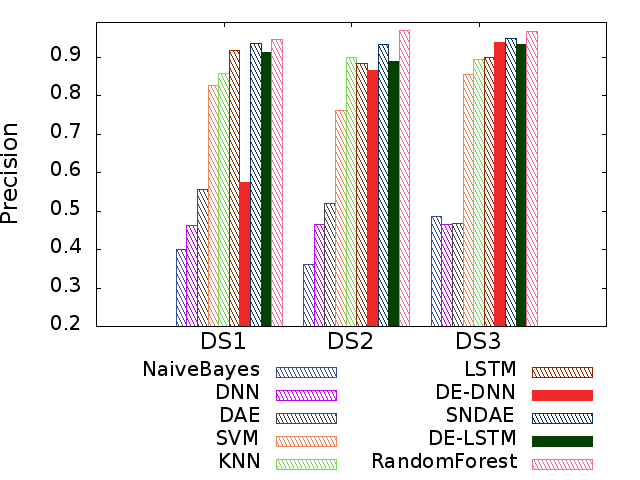 Precision
0.9
0.8
0.7
0.6
0.5
0.4
0.3
0.2
DS1 DS2 DS3
NaiveBayes
DNN
DAE
SVM
KNN
LSTM
DE-DNN
SNDAE
DE-LSTM
RandomForest